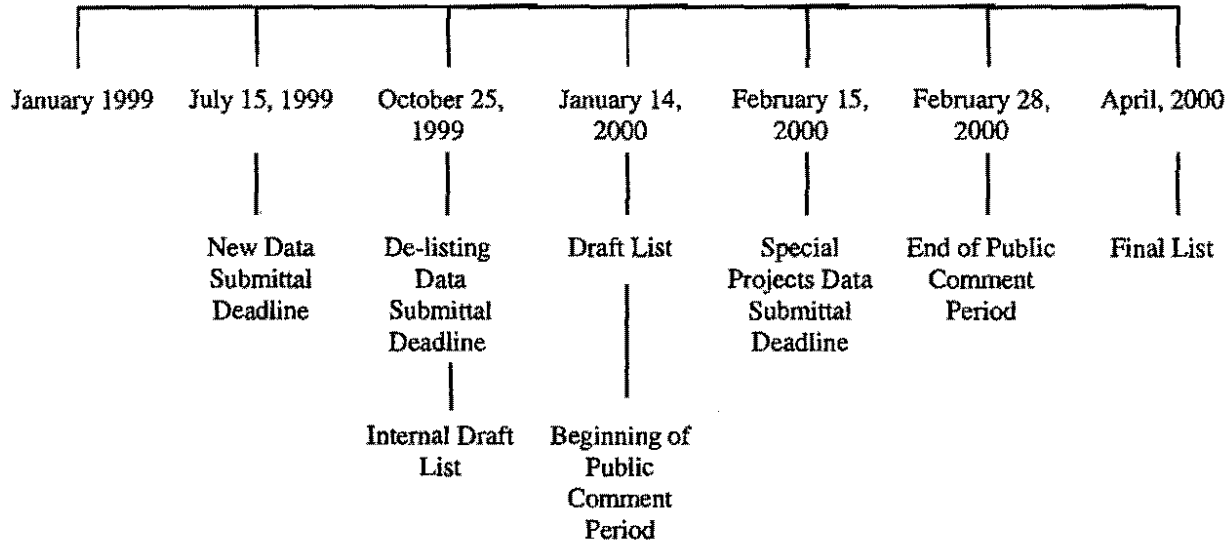 January 1999
July 15, 1999
October 25,
1999
January 14,
2000
February 15,
2000
February 28,
2000
April, 2000
New Data
Submittal
Deadline
De-listing
Data
Submittal
Deadline
Draft List
Special
Projects Data
Submittal
Deadline
End of Public
Comment
Period
Final List
Internal Draft
List
Beginning of
Public
Comment
Period